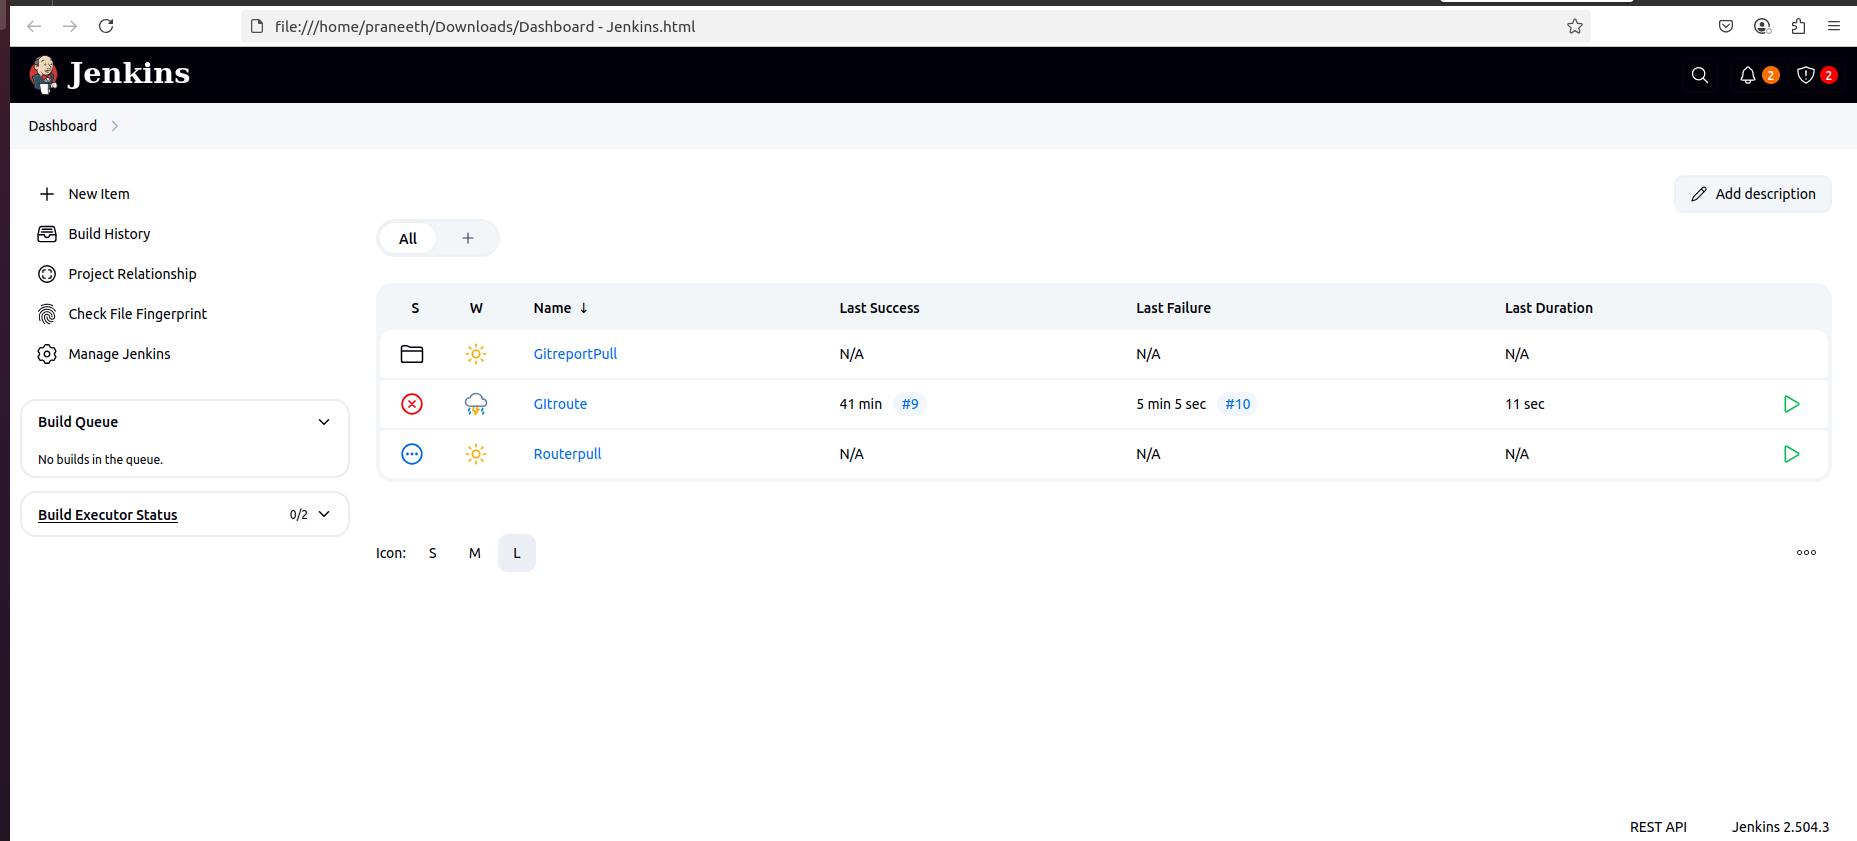 file:///home/praneeth/Downloads/Dashboard - Jenkins.html
Jenkins
2
2
Dashboard
New Item
Add description
Build History
All
Project Relationship
Check File Fingerprint
Manage Jenkins
S W Name ↓ Last Success Last Failure Last Duration
GitreportPull N/A N/A N/A
GItroute 41 min #9 5 min 5 sec #10 11 sec
Routerpull N/A N/A N/A
Build Queue
No builds in the queue.
Build Executor Status 0/2
Icon: S M L
REST API Jenkins 2.504.3